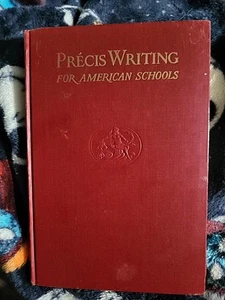 PRÉCIS WRITING
FOR AMERICAN SCHOOLS